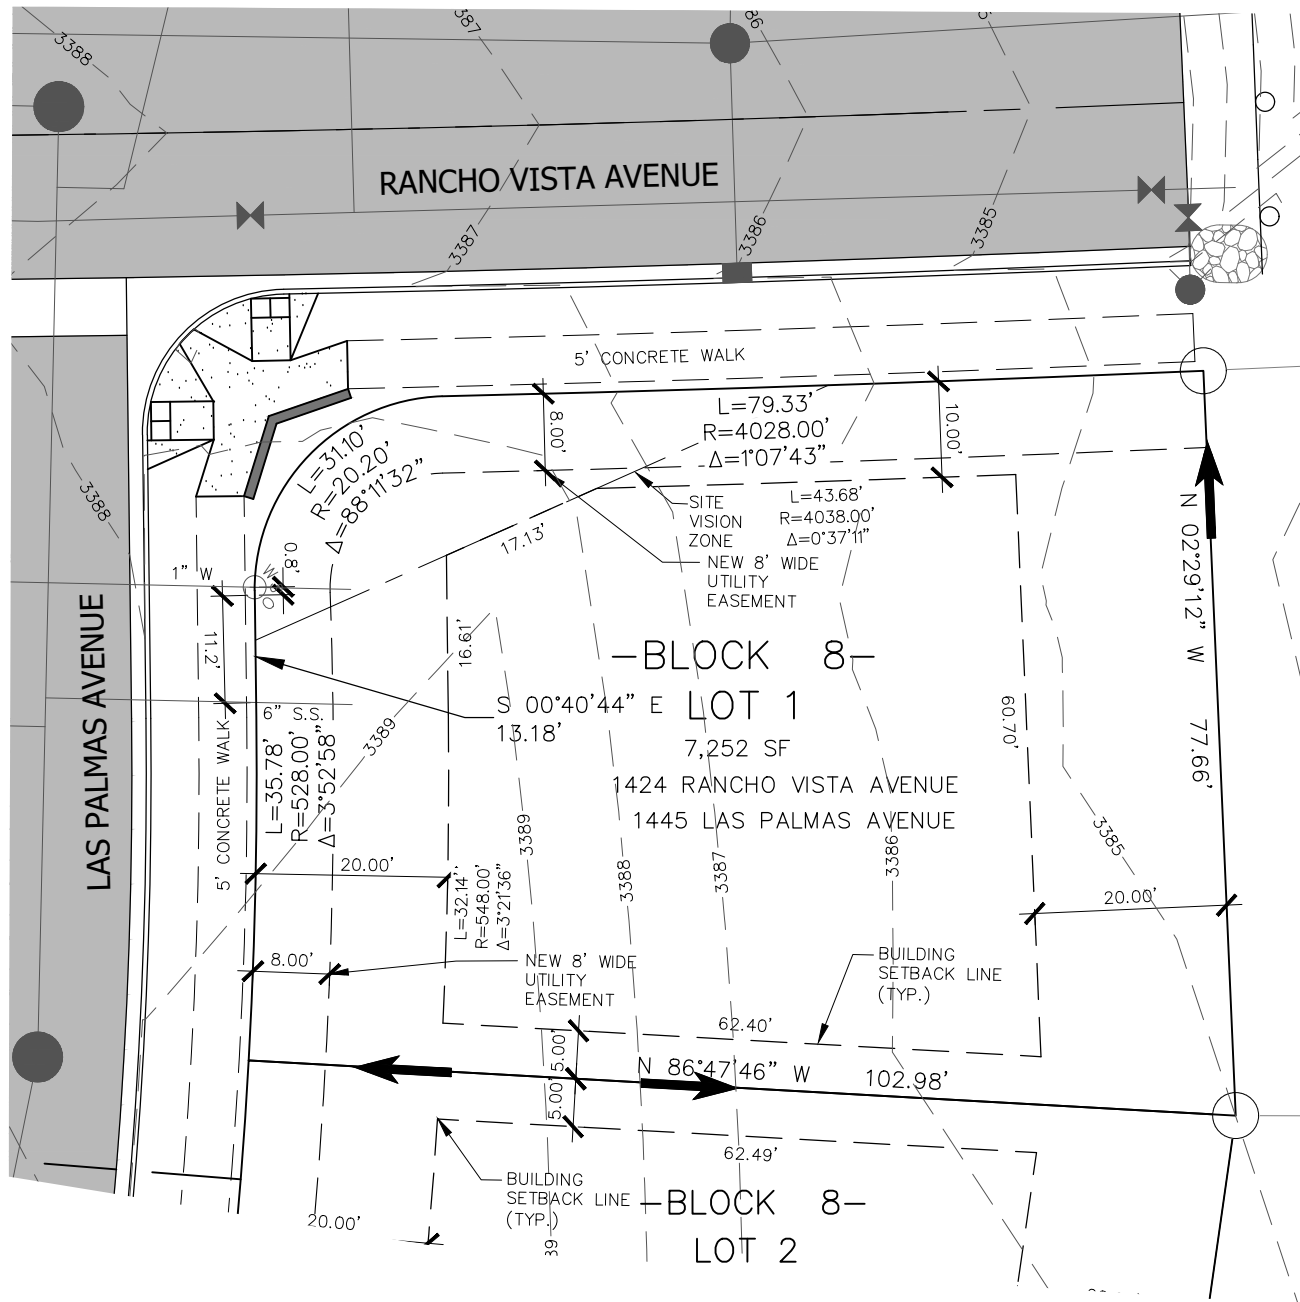 3388
387
86
RANCHO VISTA AVENUE
3387
3386
3385
5' CONCRETE WALK
L=79.33'
R=4028.00'
Δ=1°07'43"
8.00'
10.00'
L=31.10'
R=20.20'
Δ=88°11'32"
3388
SITE
VISION
ZONE
L=43.68'
R=4038.00'
Δ=0°37'11"
17.13'
NEW 8' WIDE
UTILITY
EASEMENT
N 02°29'12" W 77.66'
1" W
0.8'
11.2'
LAS PALMAS AVENUE
16.61'
-BLOCK 8-
LOT 1
7,252 SF
1424 RANCHO VISTA AVENUE
1445 LAS PALMAS AVENUE
S 00°40'44" E
13.18'
6" S.S.
3389
60.70'
5' CONCRETE WALK
L=35.78'
R=528.00'
Δ=3°52'58"
3389
3388
3387
3386
3385
20.00'
L=32.14'
R=548.00'
Δ=3°21'36"
20.00'
8.00'
NEW 8' WIDE
UTILITY
EASEMENT
BUILDING
SETBACK LINE
(TYP.)
62.40'
5.00'
N 86°47'46" W 102.98'
5.00'
62.49'
BUILDING
SETBACK LINE
(TYP.)
-BLOCK 8-
LOT 2
20.00'
39